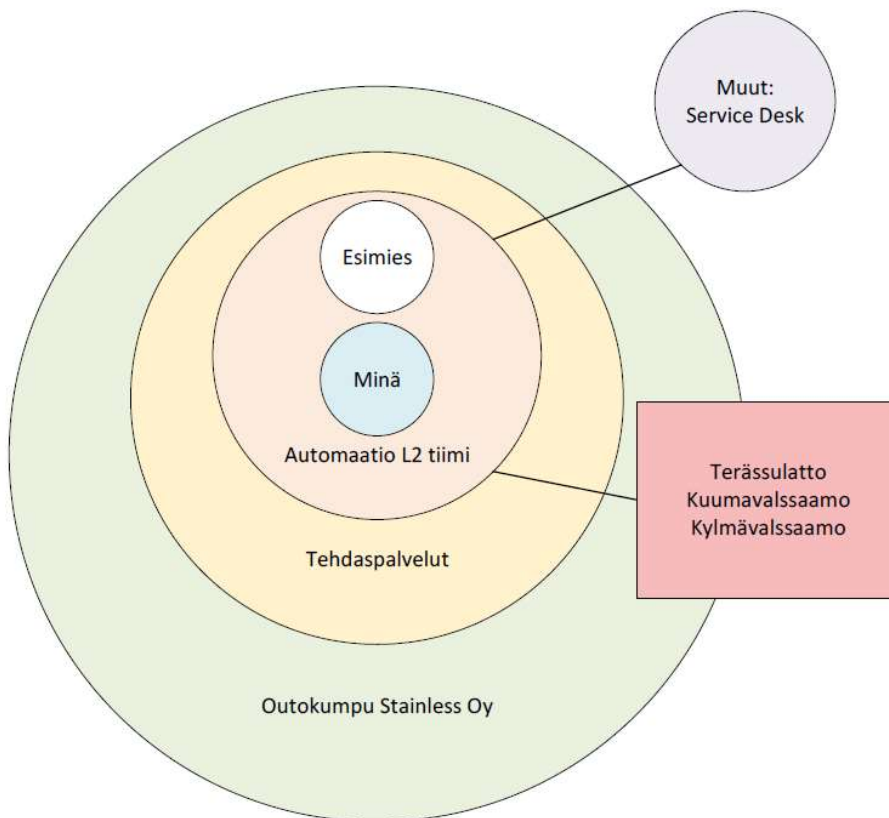 Muut:
Service Desk
Esimies
Minä
Automaatio L2 tiimi
Terässulatto
Kuumavalssaamo
Kylmävalssaamo
Tehdaspalvelut
Outokumpu Stainless Oy